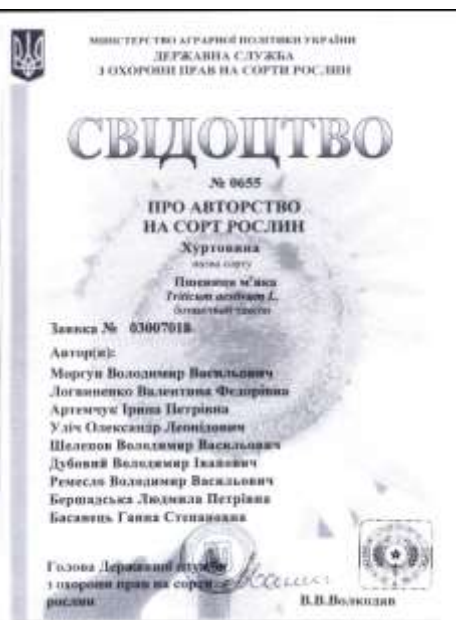 МІНІСТЕРСТВО АГРАРНОЇ ПОЛІТИКИ УКРАЇНИ
ДЕРЖАВНА СЛУЖБА
З ОХОРОНИ ПРАВ НА СОРТИ РОСЛИН
СВІДОЦТВО
№ 0655
ПРО АВТОРСТВО
НА СОРТ РОСЛИН
Хуртовина
назва сорту
Пшениця м'яка
Triticum aestivum L.
ботанічний таксон
Заявка № 03007018
Автор(и):
Моргун Володимир Васильович
Логвиненко Валентина Федорівна
Артемчук Ірина Петрівна
Уліч Олександр Леонідович
Шелепов Володимир Васильович
Дубовий Володимир Іванович
Ремесло Володимир Васильович
Бершадська Людмила Петрівна
Басанець Ганна Степанівна
Голова Державної служби
з охорони прав на сорти
рослин
В.В.Волкодав